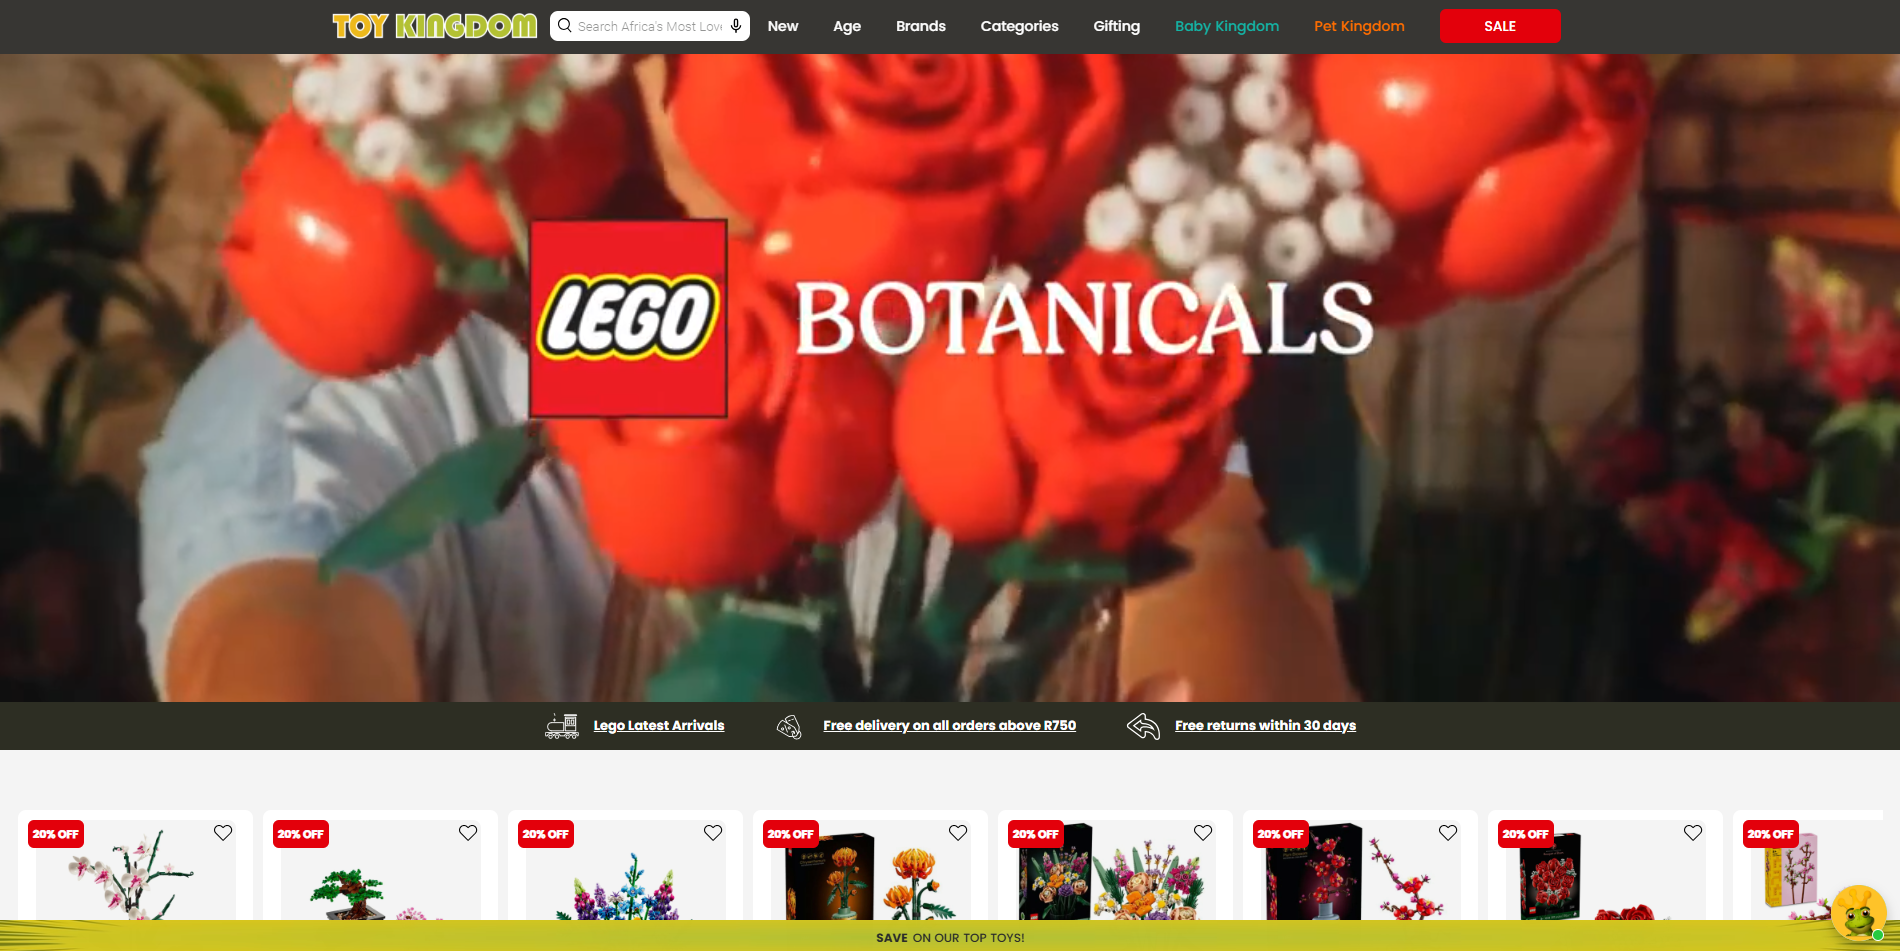 TOY KINGDOM
Search Africa's Most Lov
New
Age
Brands
Categories
Gifting
Baby Kingdom
Pet Kingdom
SALE
LEGO
BOTANICALS
Lego Latest Arrivals
Free delivery on all orders above R750
Free returns within 30 days
20% OFF
20% OFF
20% OFF
20% OFF
20% OFF
20% OFF
20% OFF
20% OFF
SAVE ON OUR TOP TOYS!